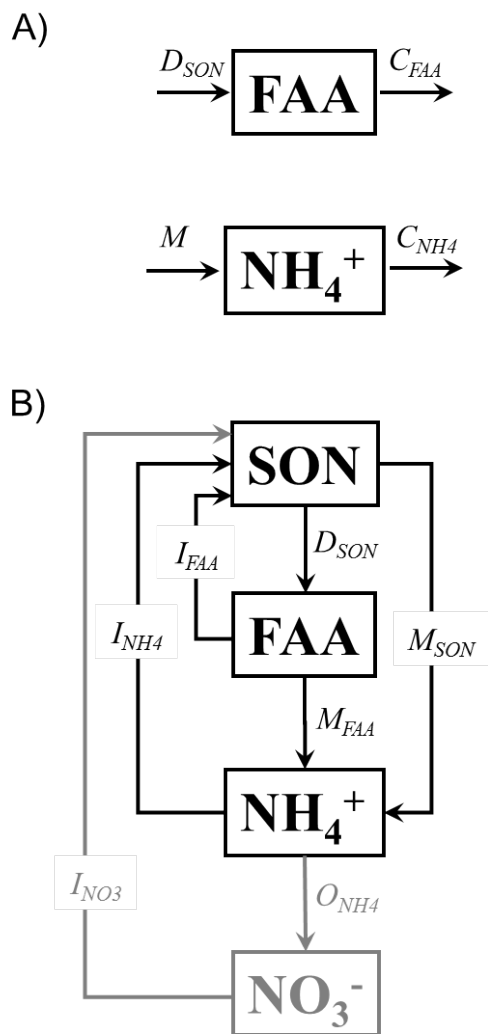 A)
D_SON
FAA
C_FAA
M
NH₄⁺
C_NH4
B)
SON
I_FAA
D_SON
FAA
I_NH4
M_SON
M_FAA
NH₄⁺
I_NO3
O_NH4
NO₃⁻